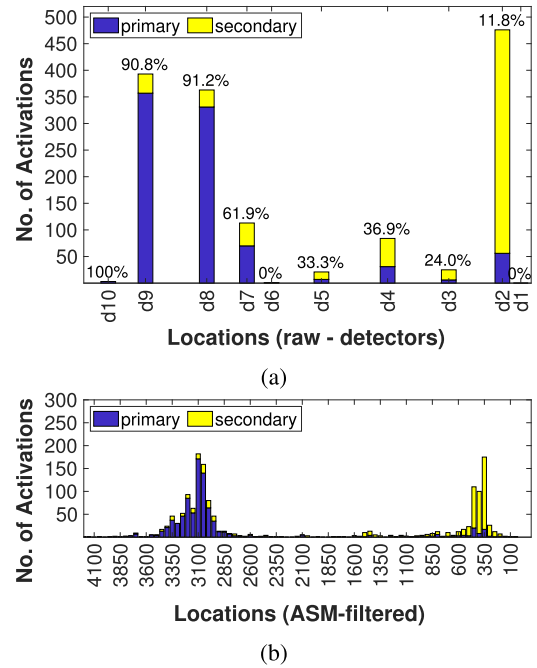 primary secondary
500
450
400
350
300
250
200
150
100
50
No. of Activations
100%
90.8%
91.2%
61.9%
0%
33.3%
36.9%
24.0%
11.8%
0%
d10 d9 d8 d7 d6 d5 d4 d3 d2 d1
Locations (raw - detectors)
(a)
primary secondary
300
250
200
150
100
50
No. of Activations
4100 3850 3600 3350 3100 2850 2600 2350 2100 1850 1600 1350 1100 850 600 350 100
Locations (ASM-filtered)
(b)